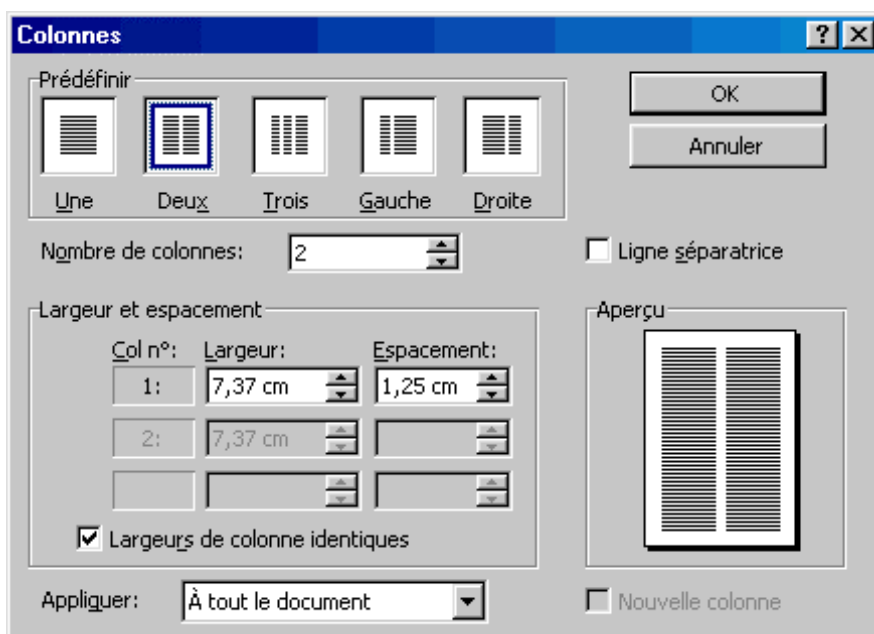 Colonnes
Prédéfinir
OK
Annuler
Une Deux Trois Gauche Droite
Nombre de colonnes: 2
Ligne séparatrice
Largeur et espacement
Aperçu
Col n°: Largeur: Espacement:
1: 7,37 cm 1,25 cm
2: 7,37 cm
Largeurs de colonne identiques
Appliquer: À tout le document
Nouvelle colonne